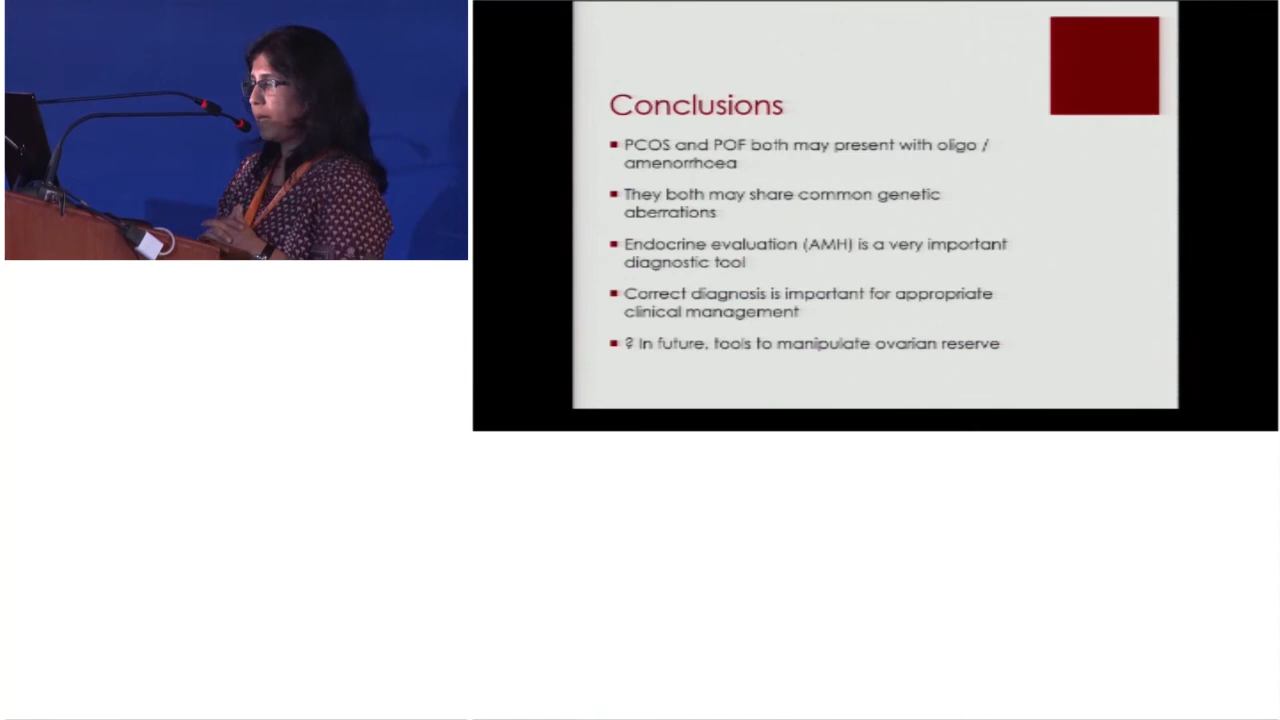 Conclusions
PCOS and POF both may present with oligo /
amenorrhoea
They both may share common genetic
aberrations
Endocrine evaluation (AMH) is a very important
diagnostic tool
Correct diagnosis is important for appropriate
clinical management
? In future, tools to manipulate ovarian reserve